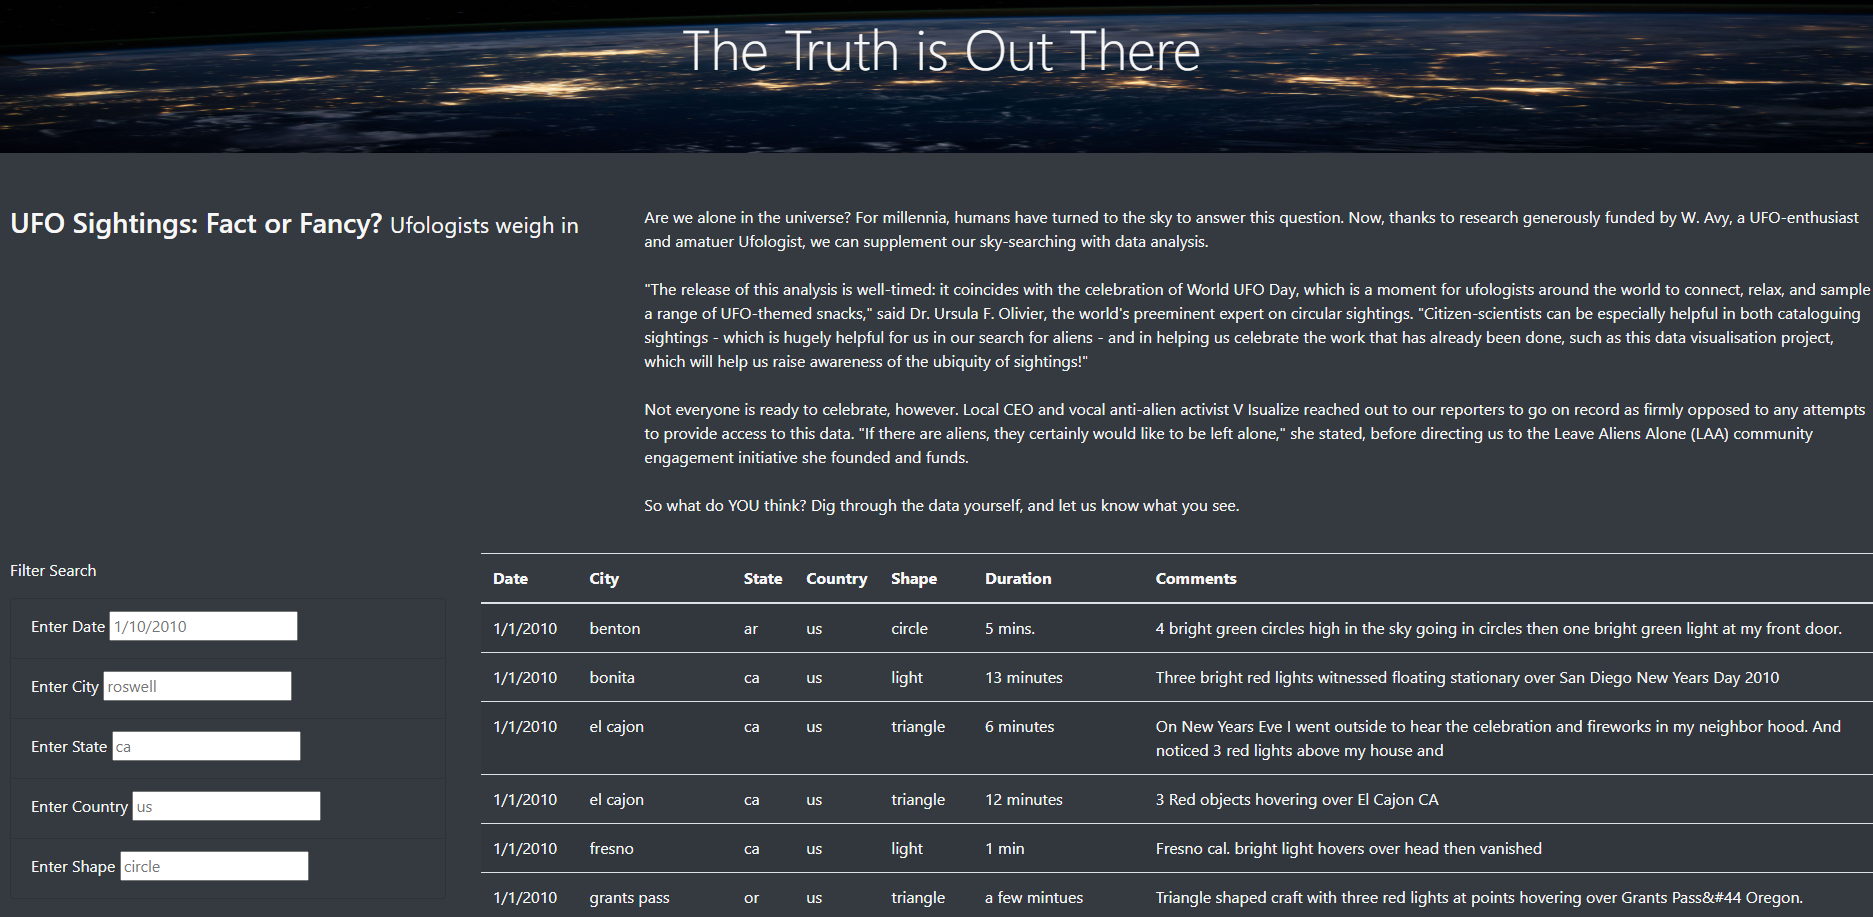 The Truth is Out There
UFO Sightings: Fact or Fancy? Ufologists weigh in
Are we alone in the universe? For millennia, humans have turned to the sky to answer this question. Now, thanks to research generously funded by W. Avy, a UFO-enthusiast
and amatuer Ufologist, we can supplement our sky-searching with data analysis.
"The release of this analysis is well-timed: it coincides with the celebration of World UFO Day, which is a moment for ufologists around the world to connect, relax, and sample
a range of UFO-themed snacks," said Dr. Ursula F. Olivier, the world's preeminent expert on circular sightings. "Citizen-scientists can be especially helpful in both cataloguing
sightings - which is hugely helpful for us in our search for aliens - and in helping us celebrate the work that has already been done, such as this data visualisation project,
which will help us raise awareness of the ubiquity of sightings!"
Not everyone is ready to celebrate, however. Local CEO and vocal anti-alien activist V Isualize reached out to our reporters to go on record as firmly opposed to any attempts
to provide access to this data. "If there are aliens, they certainly would like to be left alone," she stated, before directing us to the Leave Aliens Alone (LAA) community
engagement initiative she founded and funds.
So what do YOU think? Dig through the data yourself, and let us know what you see.
Filter Search
Enter Date 1/10/2010
Enter City roswell
Enter State ca
Enter Country us
Enter Shape circle
Date City State Country Shape Duration Comments
1/1/2010 benton ar us circle 5 mins. 4 bright green circles high in the sky going in circles then one bright green light at my front door.
1/1/2010 bonita ca us light 13 minutes Three bright red lights witnessed floating stationary over San Diego New Years Day 2010
1/1/2010 el cajon ca us triangle 6 minutes On New Years Eve I went outside to hear the celebration and fireworks in my neighbor hood. And
noticed 3 red lights above my house and
1/1/2010 el cajon ca us triangle 12 minutes 3 Red objects hovering over El Cajon CA
1/1/2010 fresno ca us light 1 min Fresno cal. bright light hovers over head then vanished
1/1/2010 grants pass or us triangle a few mintues Triangle shaped craft with three red lights at points hovering over Grants Pass&#44 Oregon.